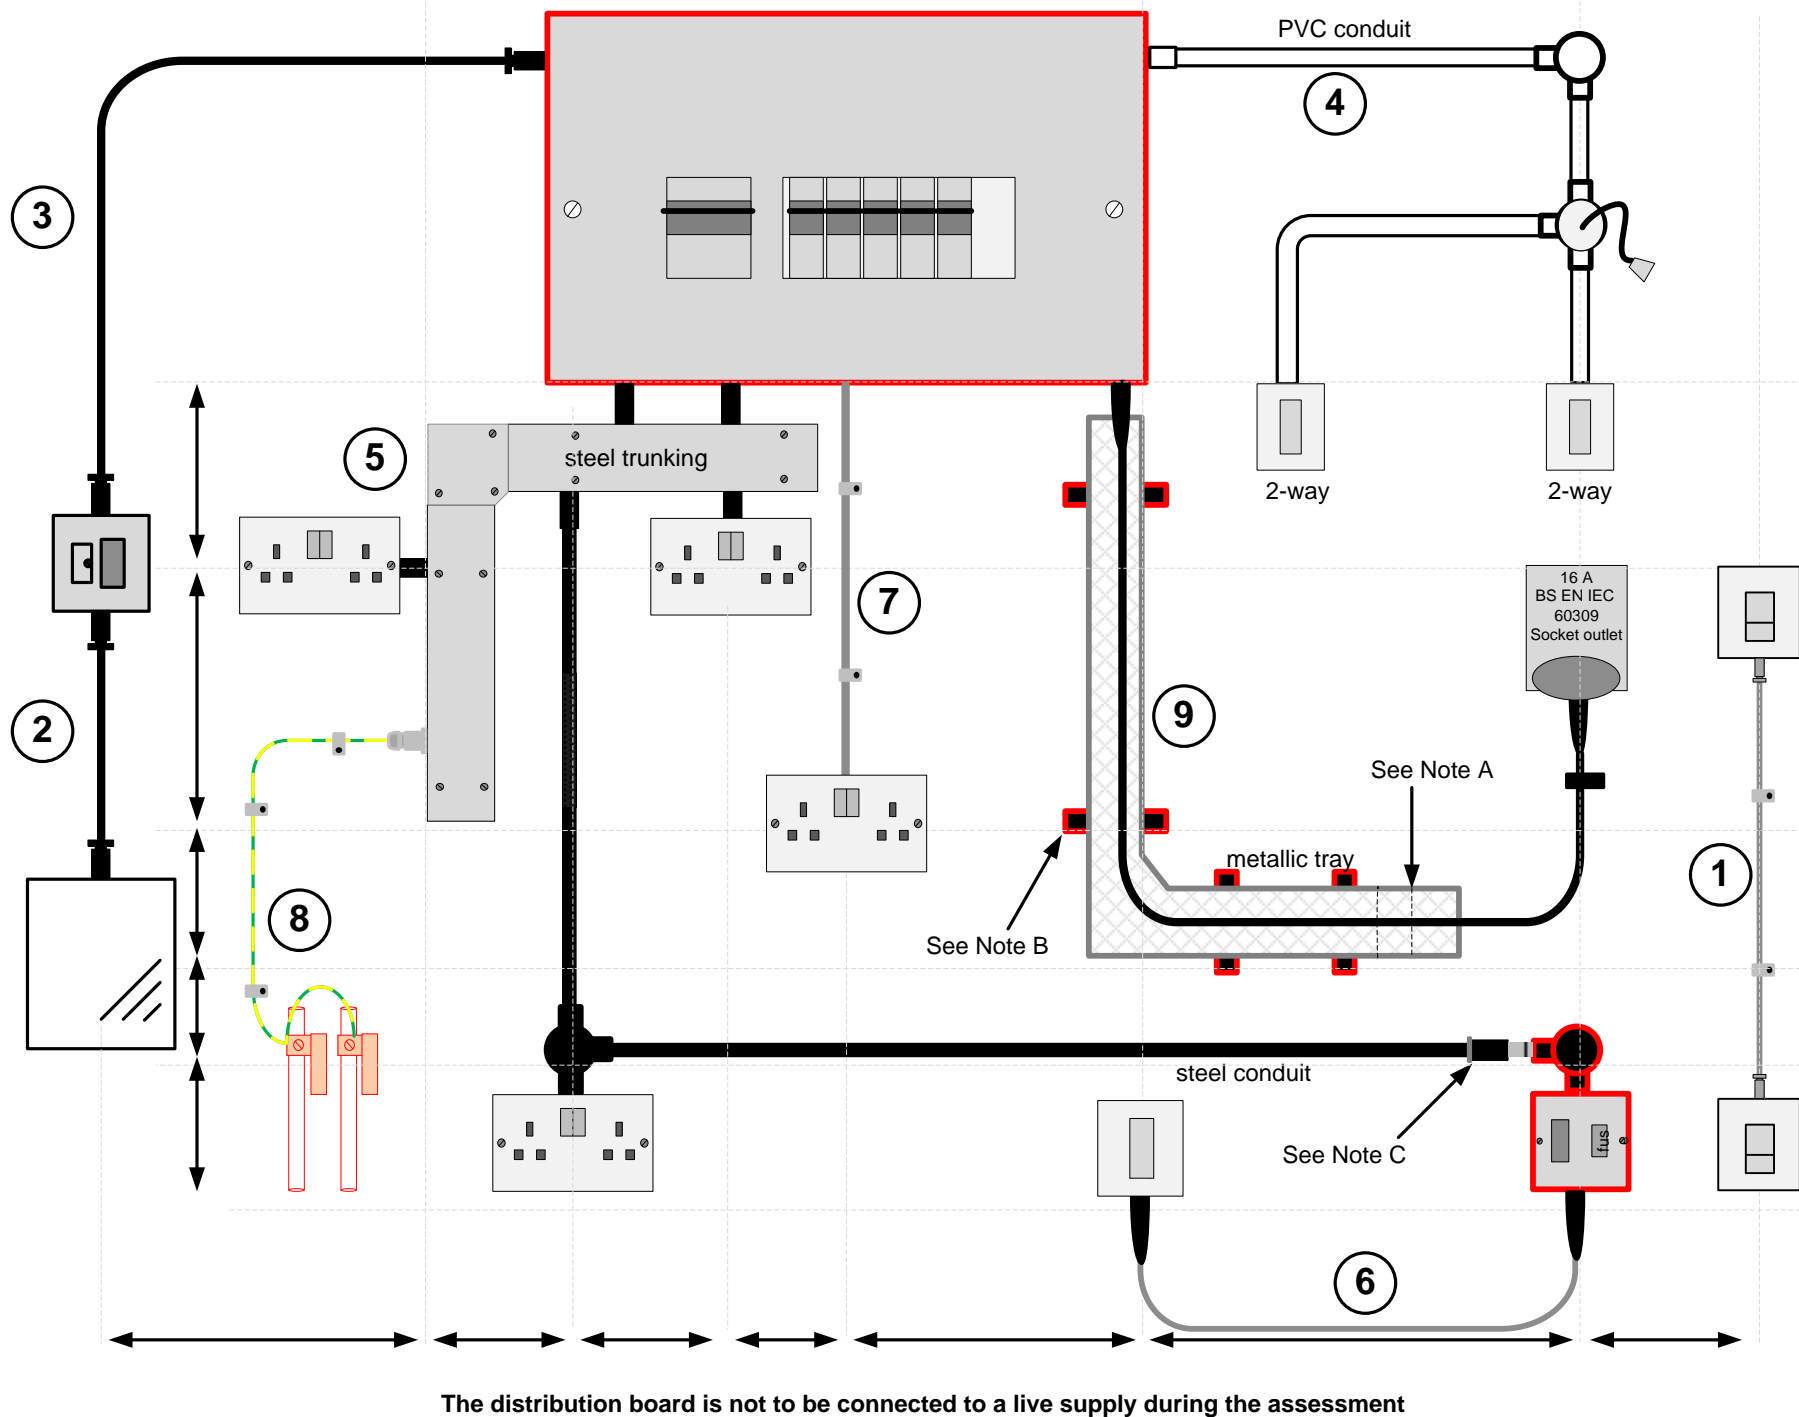 PVC conduit
4
3
5
steel trunking
2-way
2-way
7
16 A
BS EN IEC
60309
Socket outlet
2
9
See Note A
metallic tray
1
8
See Note B
steel conduit
See Note C
fus
e
6
The distribution board is not to be connected to a live supply during the assessment